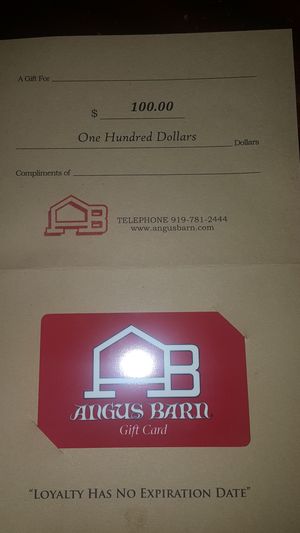 A Gift For
$ 100.00
One Hundred Dollars Dollars
Compliments of
AB TELEPHONE 919-781-2444
www.angusbarn.com
AB
ANGUS BARN
Gift Card
"LOYALTY HAS NO EXPIRATION DATE"